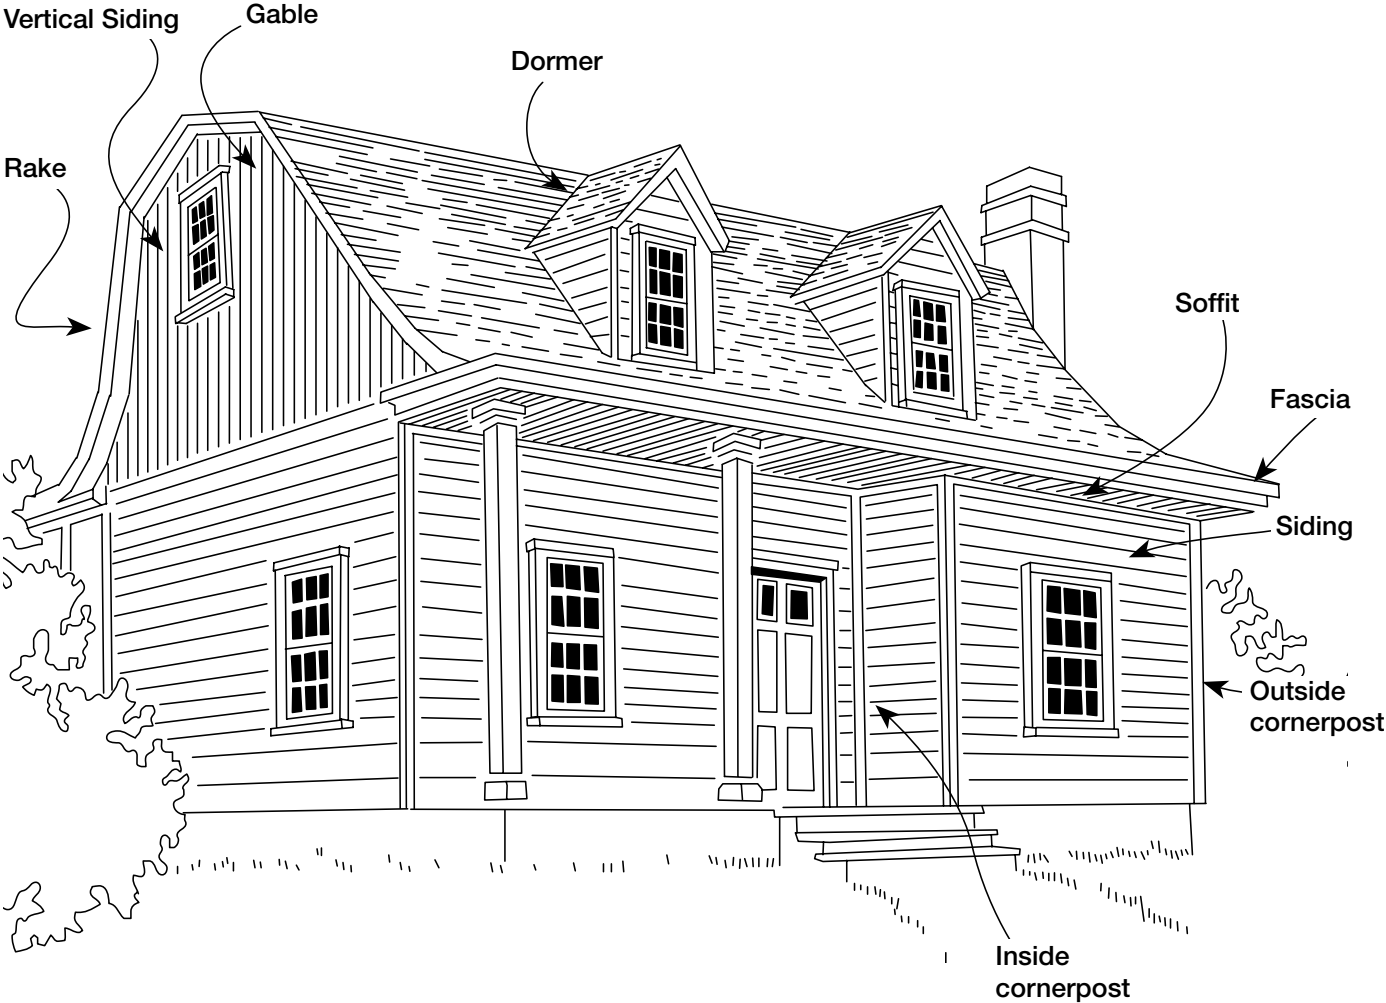 Vertical Siding
Gable
Dormer
Rake
Soffit
Fascia
Siding
Outside
cornerpost
Inside
cornerpost